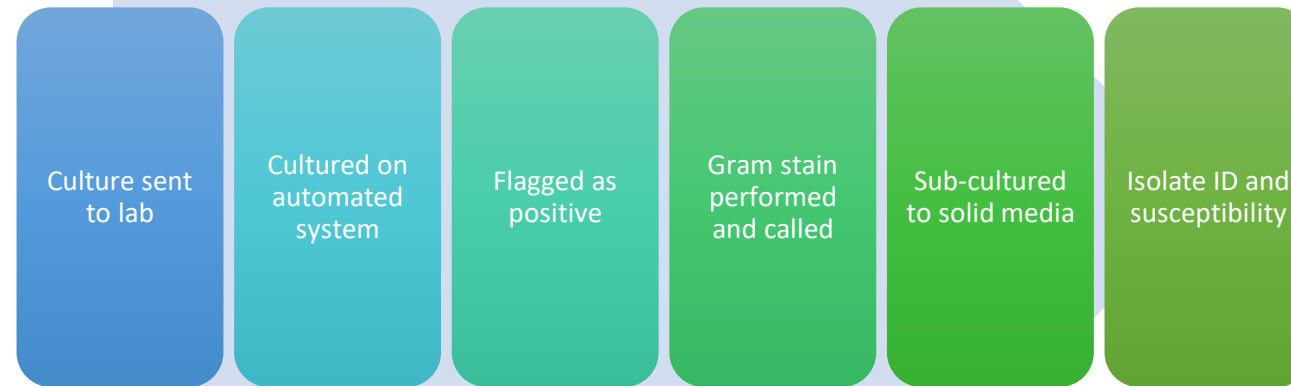 Culture sent
to lab
Cultured on
automated
system
Flagged as
positive
Gram stain
performed
and called
Sub-cultured
to solid media
Isolate ID and
susceptibility